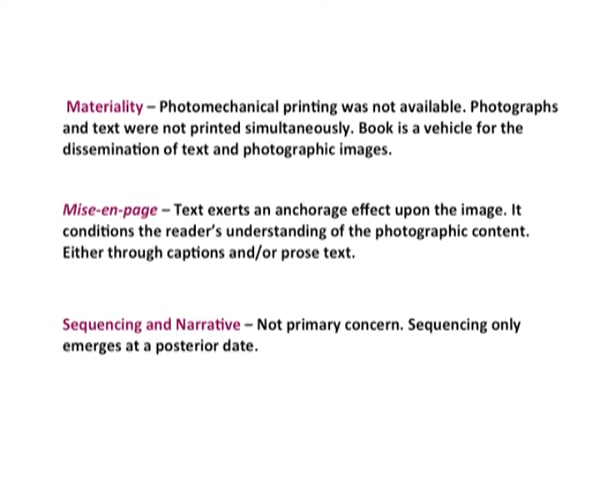 Materiality – Photomechanical printing was not available. Photographs
and text were not printed simultaneously. Book is a vehicle for the
dissemination of text and photographic images.
Mise-en-page – Text exerts an anchorage effect upon the image. It
conditions the reader's understanding of the photographic content.
Either through captions and/or prose text.
Sequencing and Narrative – Not primary concern. Sequencing only
emerges at a posterior date.